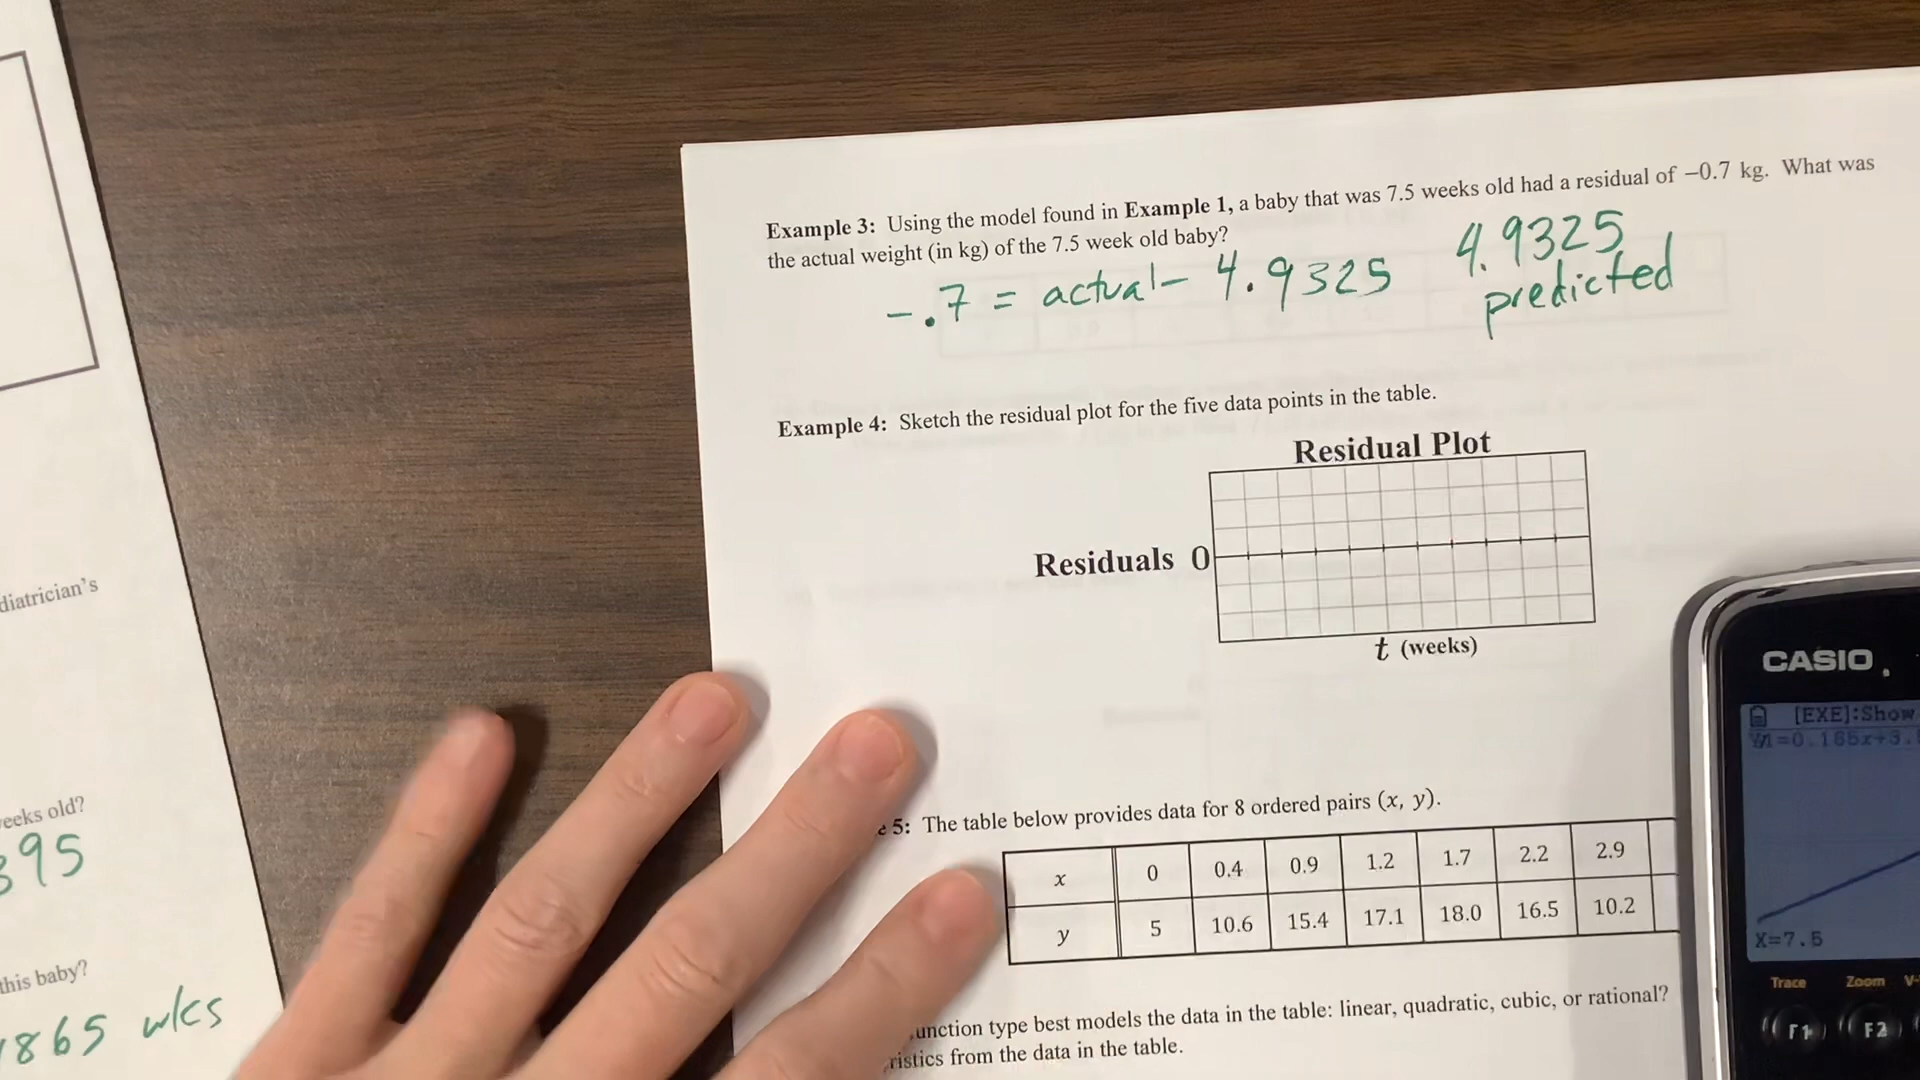 Example 3: Using the model found in Example 1, a baby that was 7.5 weeks old had a residual of −0.7 kg. What was
the actual weight (in kg) of the 7.5 week old baby?
4.9325
predicted
-.7 = actual - 4.9325
Example 4: Sketch the residual plot for the five data points in the table.
Residual Plot
Residuals 0
t (weeks)
5: The table below provides data for 8 ordered pairs (x, y).
x 0 0.4 0.9 1.2 1.7 2.2 2.9
y 5 10.6 15.4 17.1 18.0 16.5 10.2
unction type best models the data in the table: linear, quadratic, cubic, or rational?
ristics from the data in the table.
diatrician's
eeks old?
395
this baby?
865 wks
CASIO
[EXE]:Show
X=7.5
Trace Zoom V-
F1 F2